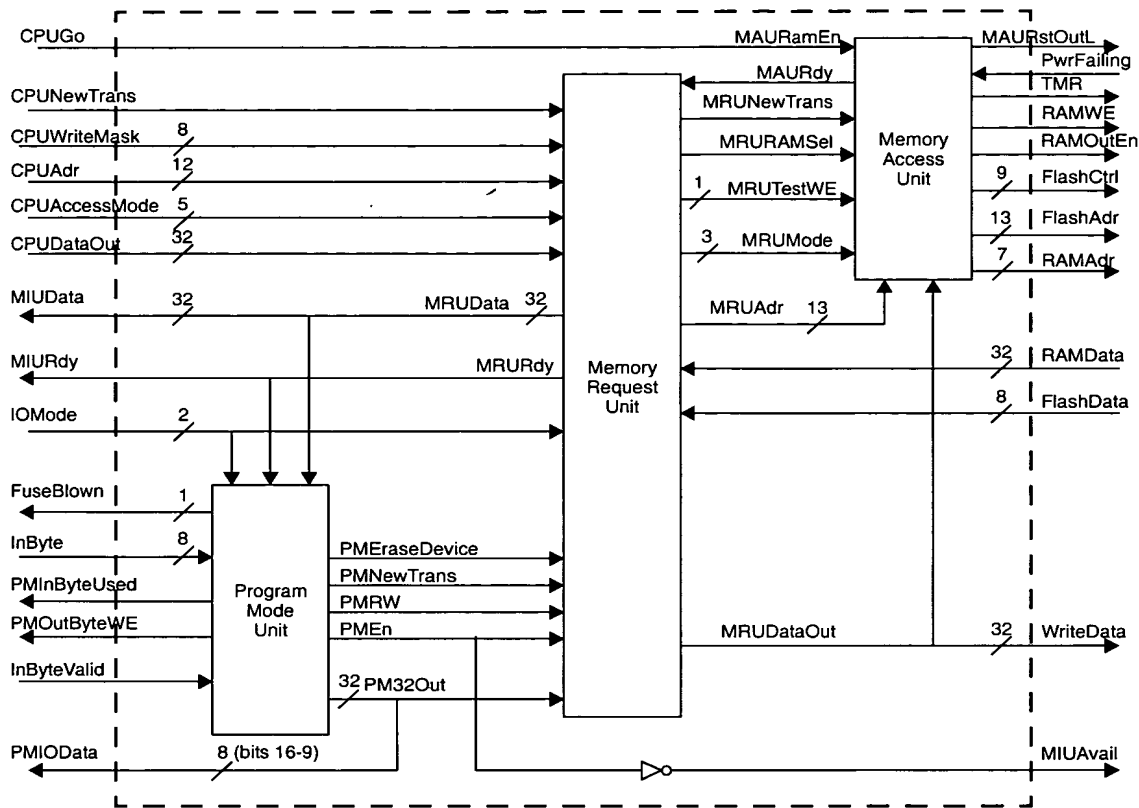 CPUGo
MAURamEn
MAURstOutL
MAURdy
PwrFailing
TMR
CPUNewTrans
MRUNewTrans
RAMWE
CPUWriteMask
8
MRURAMSel
Memory
Access
Unit
RAMOutEn
CPUAdr
12
9
FlashCtrl
1
MRUTestWE
CPUAccessMode
5
13
FlashAdr
CPUDataOut
32
3
MRUMode
7
RAMAdr
MIUData
32
MRUData
32
MRUAdr
13
MIURdy
MRURdy
Memory
Request
Unit
32
RAMData
IOMode
2
8
FlashData
FuseBlown
1
InByte
8
PMEraseDevice
PMInByteUsed
Program
Mode
Unit
PMNewTrans
PMRW
PMOutByteWE
PMEn
MRUDataOut
32
WriteData
InByteValid
32
PM32Out
PMIOData
8 (bits 16-9)
MIUAvail